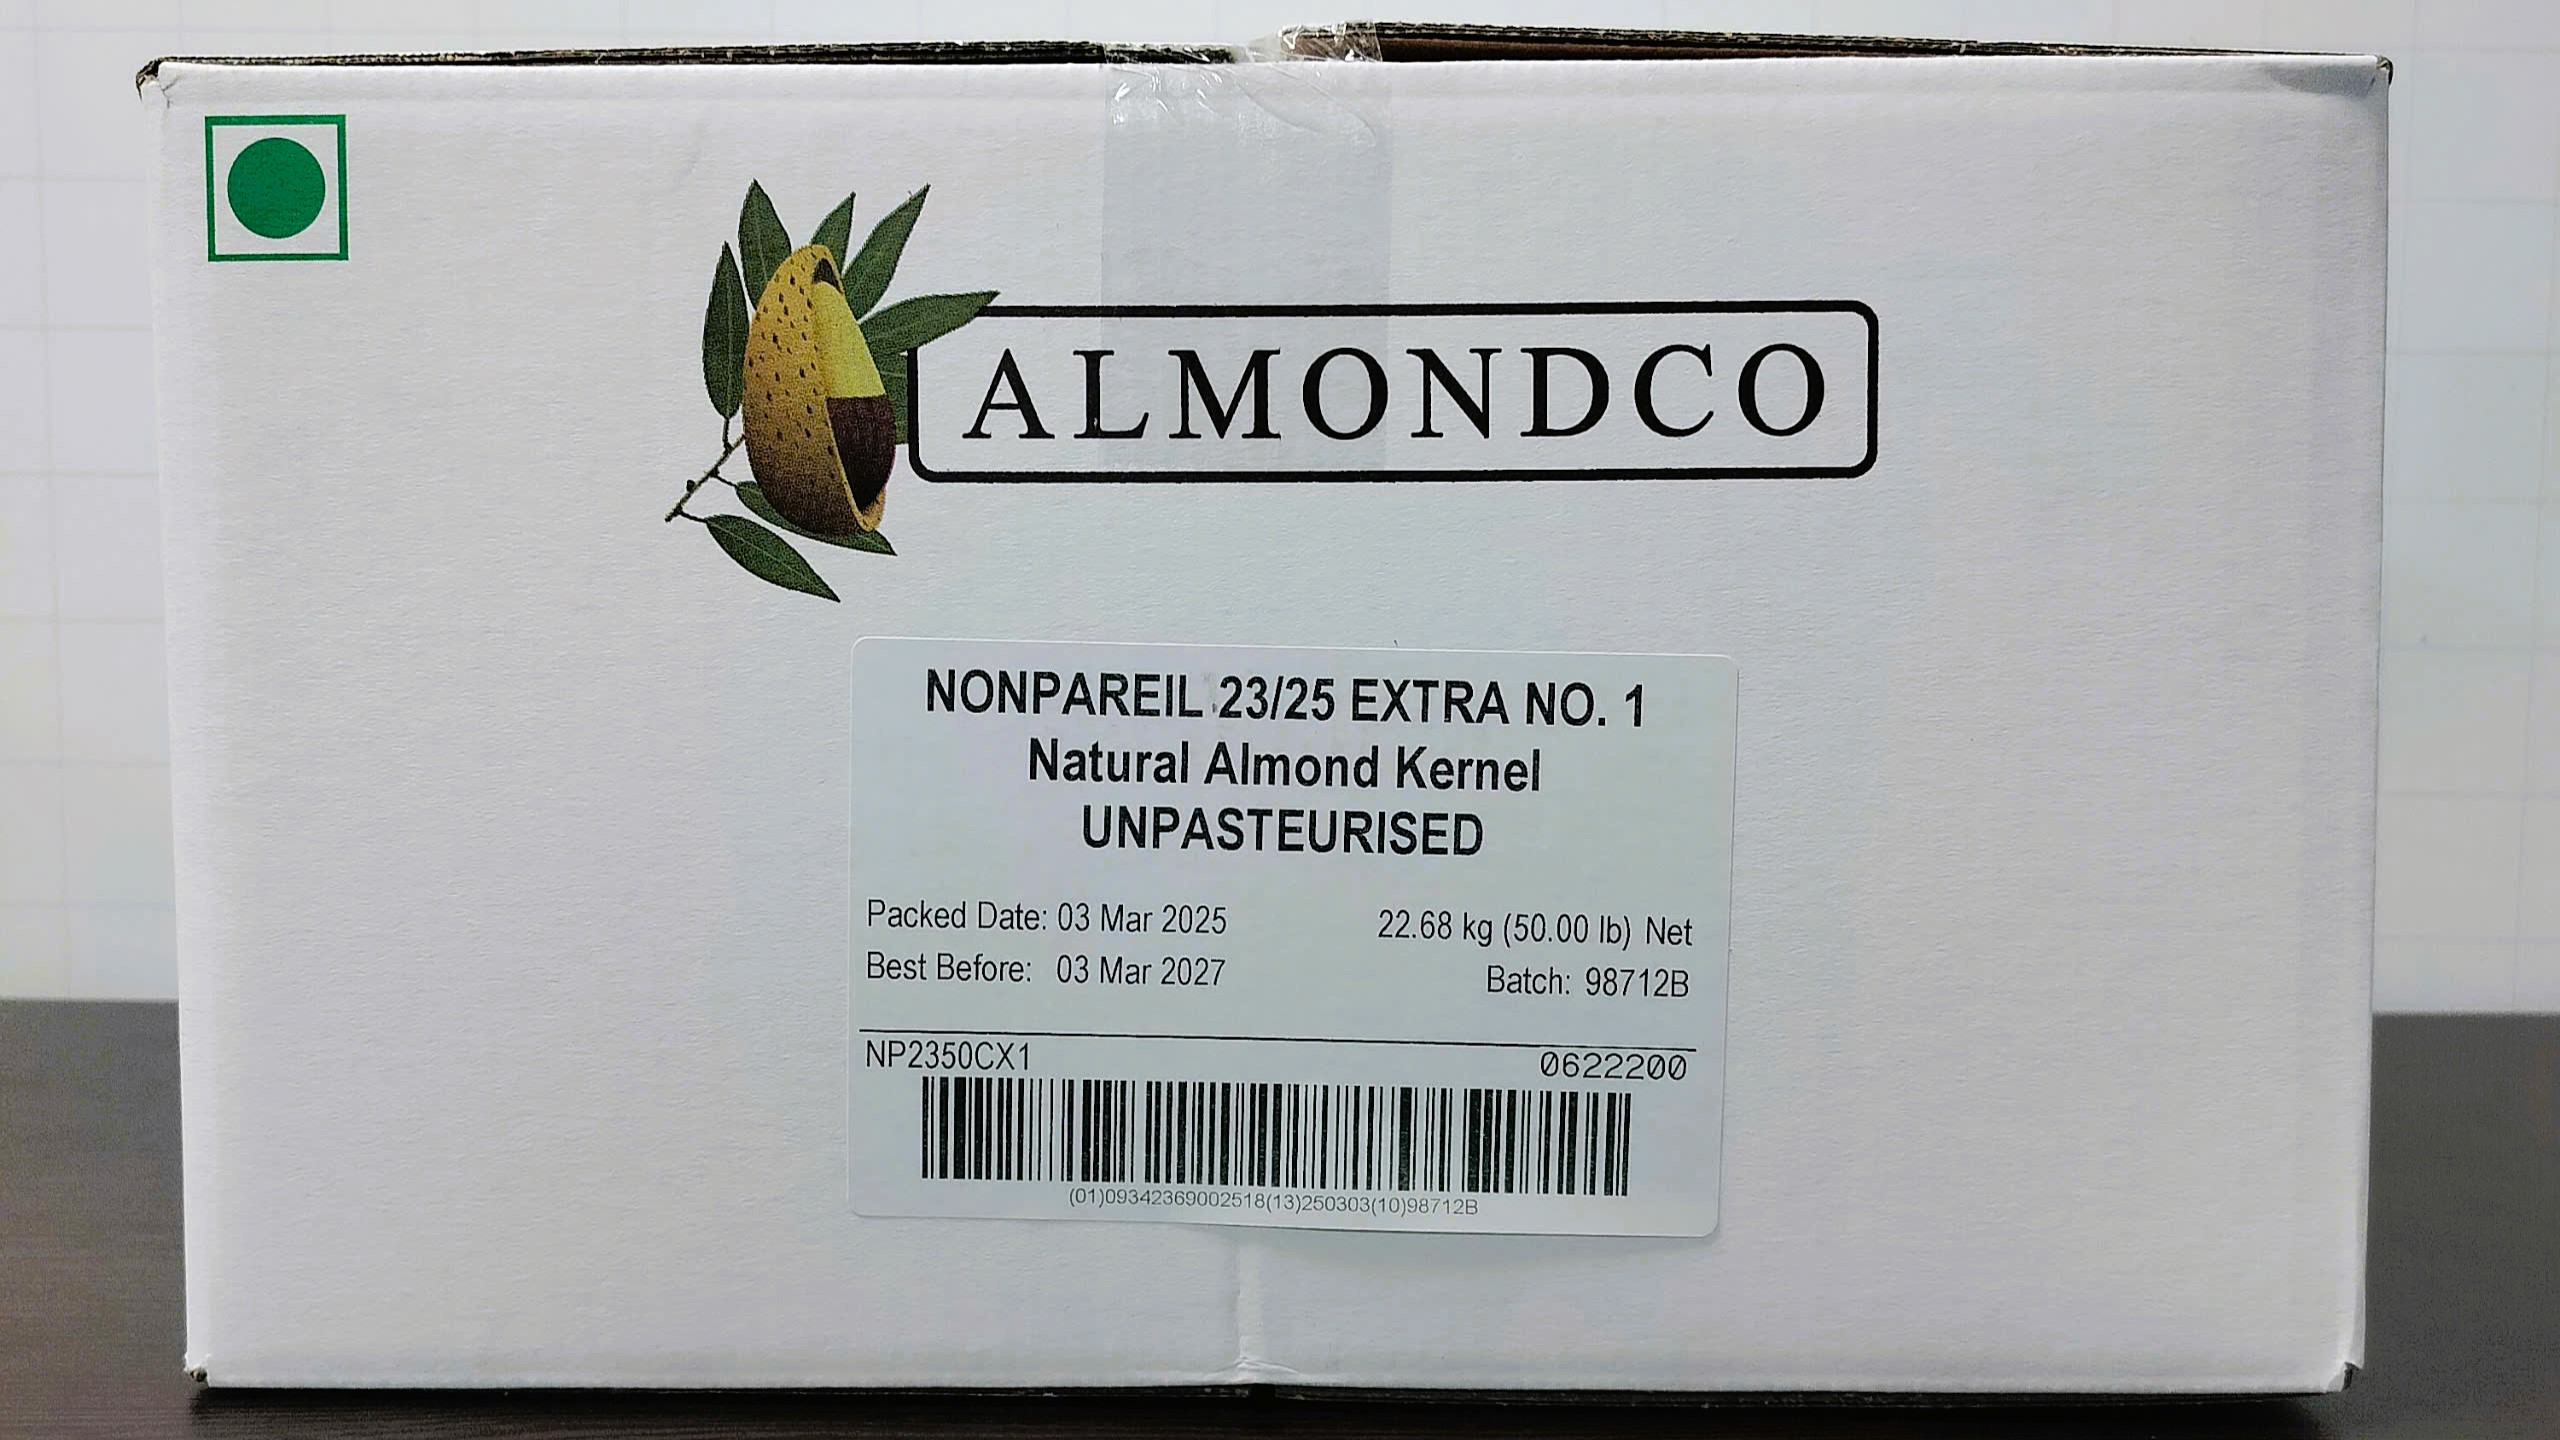 ALMONDCO
NONPAREIL 23/25 EXTRA NO. 1
Natural Almond Kernel
UNPASTEURISED
Packed Date: 03 Mar 2025
22.68 kg (50.00 lb) Net
Best Before: 03 Mar 2027
Batch: 98712B
NP2350CX1
0622200
(01)09342369002518(13)250303(10)98712B